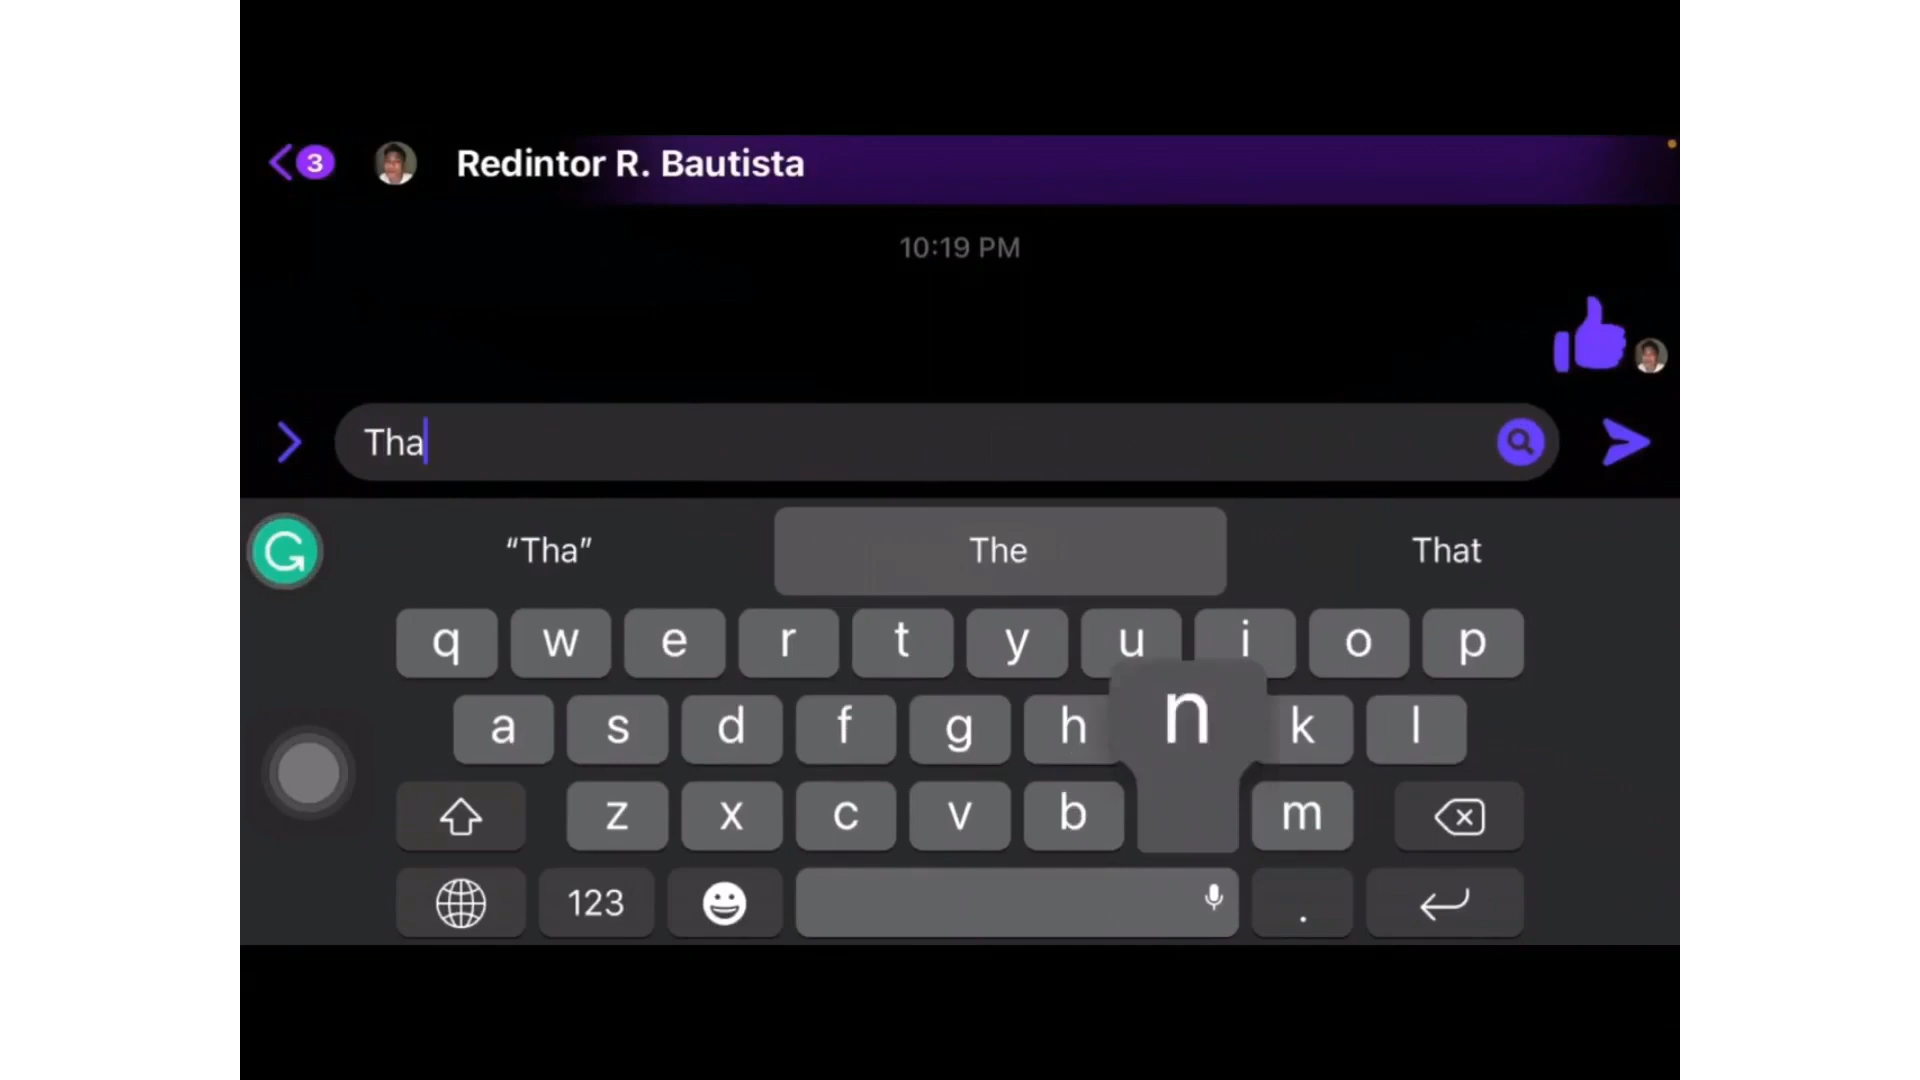 3 Redintor R. Bautista
10:19 PM
Tha
“Tha” The That
q w e r t y u i o p
a s d f g h n k l
z x c v b m
123 .